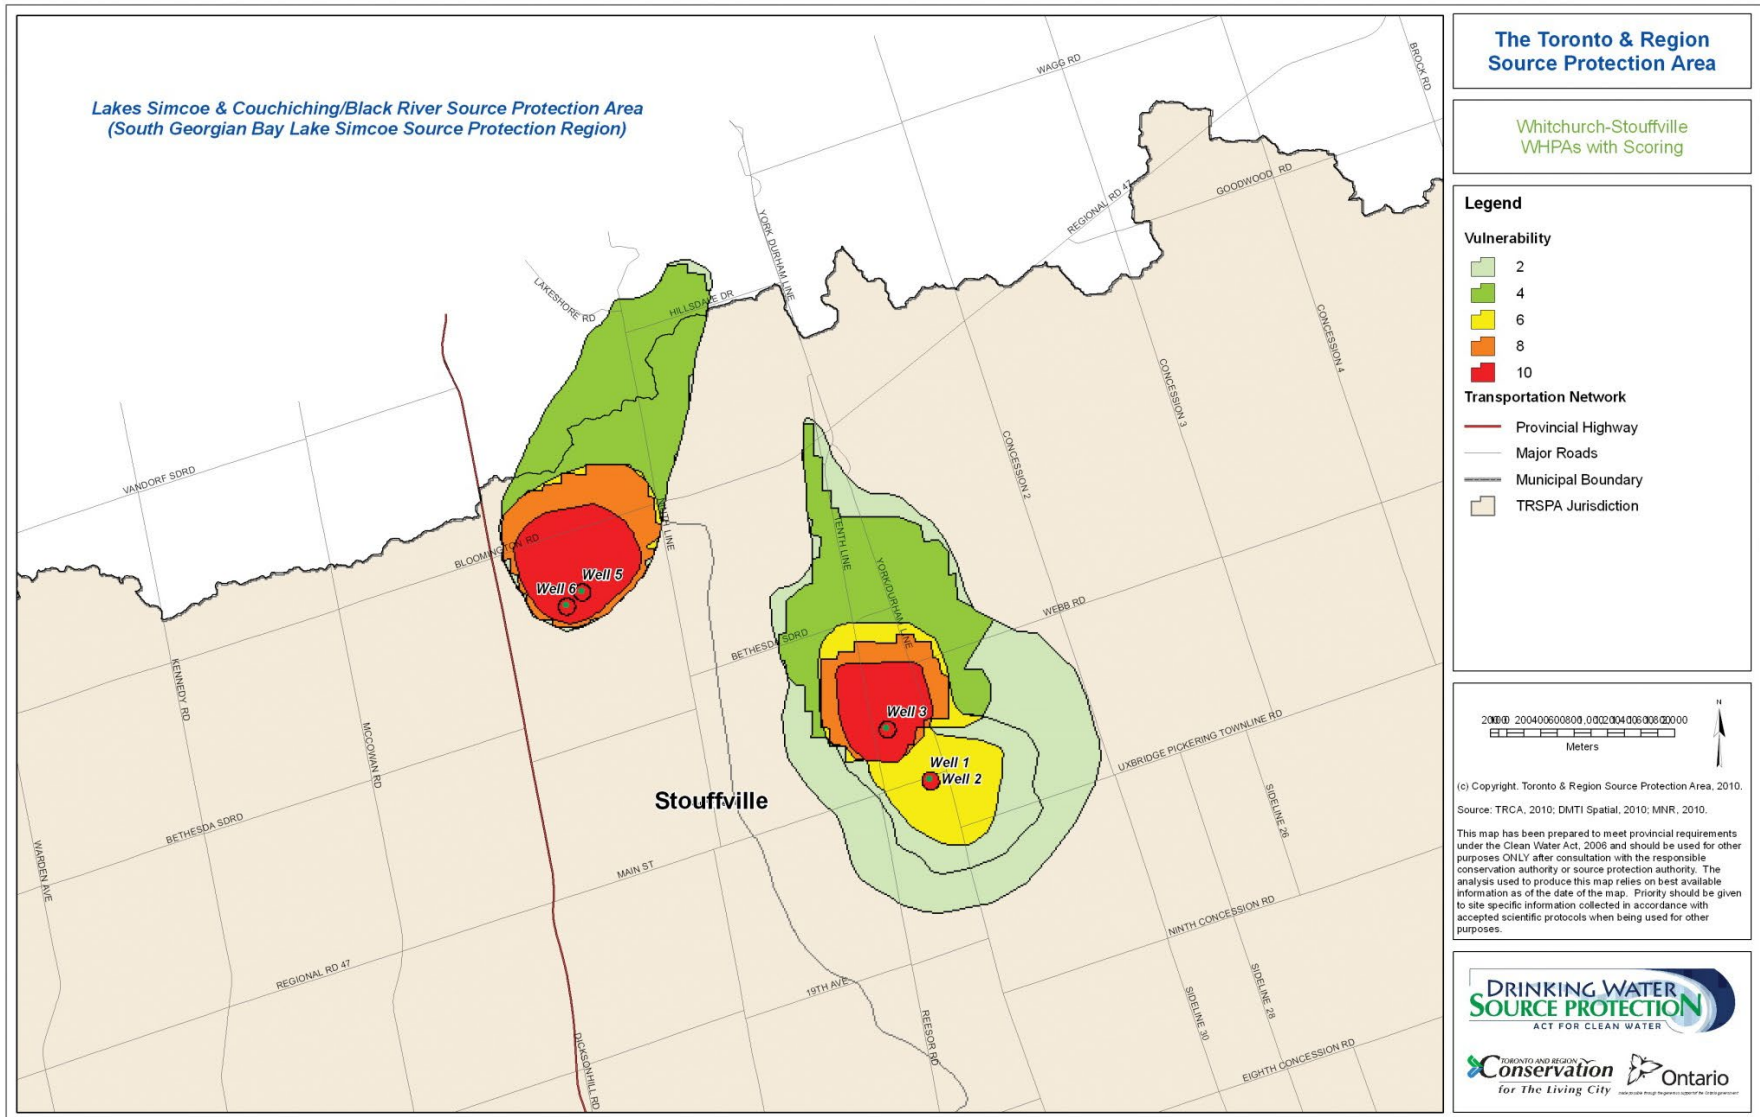 Lakes Simcoe & Couchiching/Black River Source Protection Area
(South Georgian Bay Lake Simcoe Source Protection Region)
WAGG RD
BROCK RD
GOODWOOD RD
REGIONAL RD 47
YORK DURHAM LINE
LAKESHORE RD
HILLSDALE DR
CONCESSION 4
CONCESSION 3
CONCESSION 2
VANDORF SDRD
NINTH LINE
BLOOMINGTON RD
TENTH LINE
YORK/DURHAM LINE
Well 5
Well 6
WEBB RD
BETHESDA SDRD
KENNEDY RD
MCCOWAN RD
Well 3
UXBRIDGE PICKERING TOWNLINE RD
Well 1
Well 2
Stouffville
SIDELINE 26
BETHESDA SDRD
WARDEN AVE
MAIN ST
NINTH CONCESSION RD
REGIONAL RD 47
19TH AVE
SIDELINE 28
SIDELINE 30
REESOR RD
DICKSONHILL RD
EIGHTH CONCESSION RD
The Toronto & Region
Source Protection Area
Whitchurch-Stouffville
WHPAs with Scoring
Legend
Vulnerability
2
4
6
8
10
Transportation Network
Provincial Highway
Major Roads
Municipal Boundary
TRSPA Jurisdiction
N
Meters
(c) Copyright. Toronto & Region Source Protection Area, 2010.
Source: TRCA, 2010; DMTI Spatial, 2010; MNR, 2010.
This map has been prepared to meet provincial requirements
under the Clean Water Act, 2006 and should be used for other
purposes ONLY after consultation with the responsible
conservation authority or source protection authority. The
analysis used to produce this map relies on best available
information as of the date of the map. Priority should be given
to site specific information collected in accordance with
accepted scientific protocols when being used for other
purposes.
DRINKING WATER
SOURCE PROTECTION
ACT FOR CLEAN WATER
TORONTO AND REGION
Conservation
for The Living City
Ontario